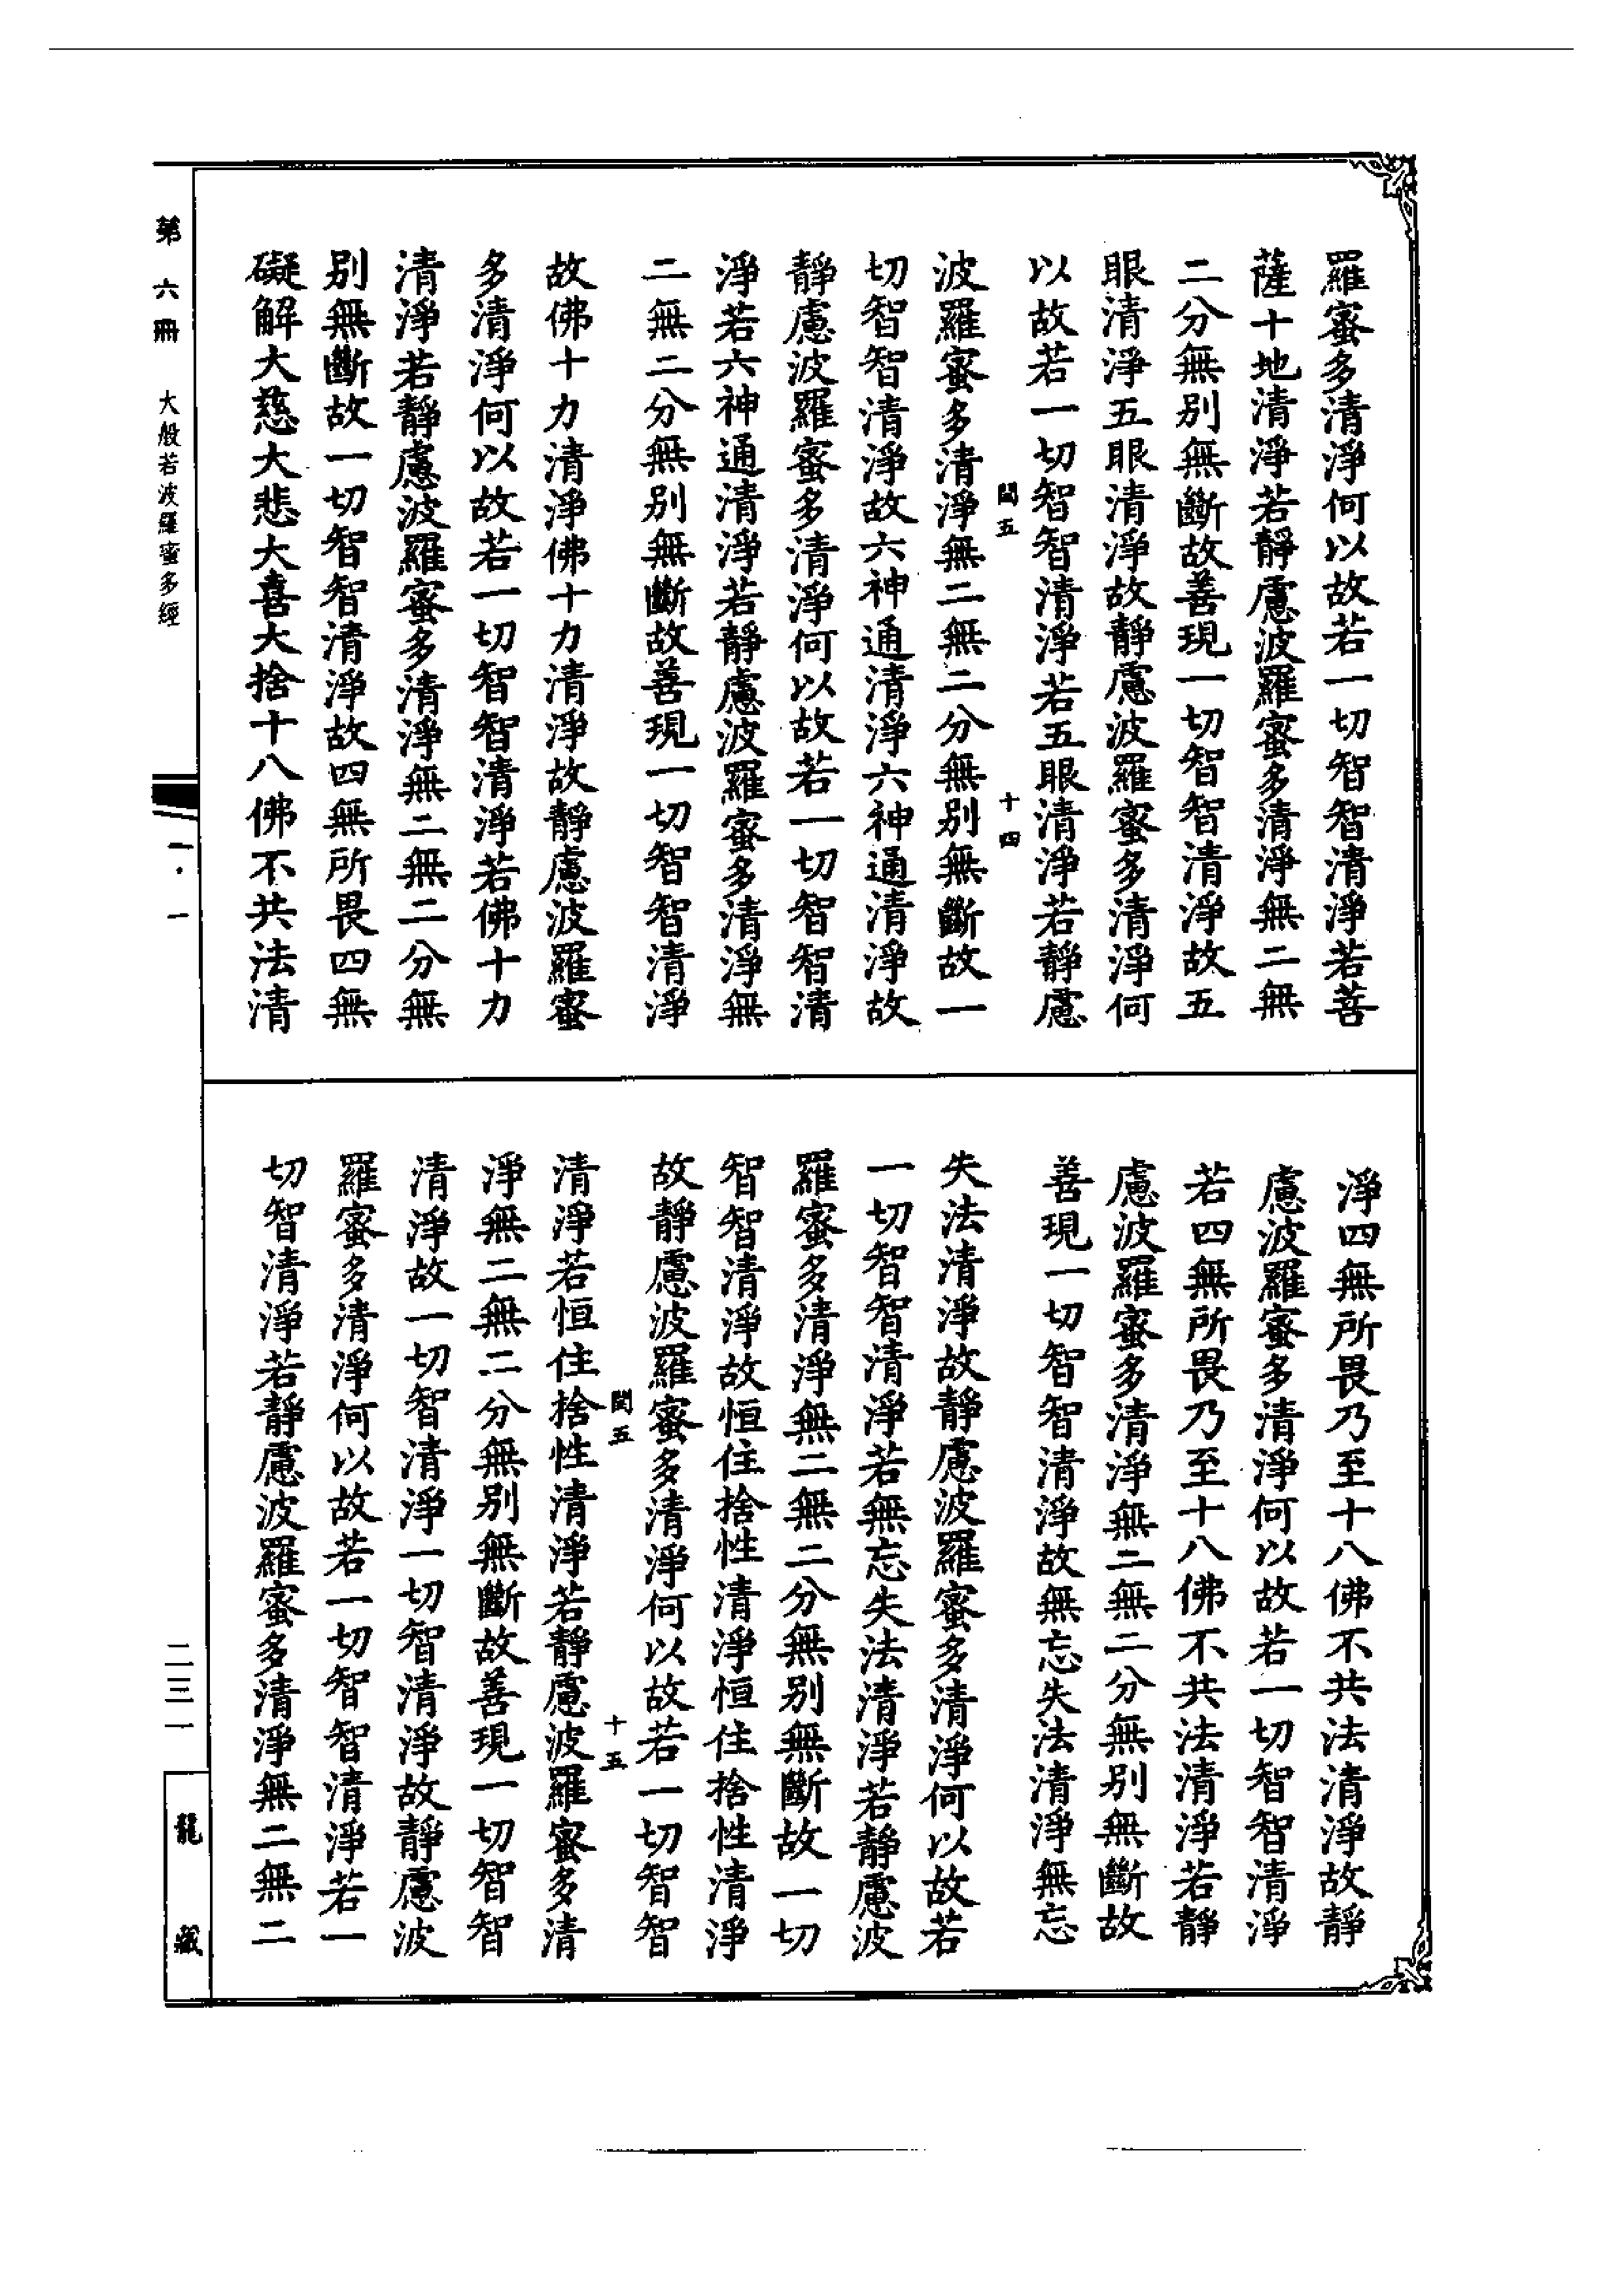 羅蜜多清淨何以故若一切智智清淨若菩
薩十地清淨若靜慮波羅蜜多清淨無二無
二分無別無斷故善現一切智智清淨故五
眼清淨五眼清淨故靜慮波羅蜜多清淨何
以故若一切智智清淨若五眼清淨若靜慮
閏五 十四
波羅蜜多清淨無二無二分無別無斷故一
切智智清淨故六神通清淨六神通清淨故
靜慮波羅蜜多清淨何以故若一切智智清
淨若六神通清淨若靜慮波羅蜜多清淨無
二無二分無別無斷故善現一切智智清淨
故佛十力清淨佛十力清淨故靜慮波羅蜜
多清淨何以故若一切智智清淨若佛十力
清淨若靜慮波羅蜜多清淨無二無二分無
別無斷故一切智智清淨故四無所畏四無
礙解大慈大悲大喜大捨十八佛不共法清
淨四無所畏乃至十八佛不共法清淨故靜
慮波羅蜜多清淨何以故若一切智智清淨
若四無所畏乃至十八佛不共法清淨若靜
慮波羅蜜多清淨無二無二分無別無斷故
善現一切智智清淨故無忘失法清淨無忘
失法清淨故靜慮波羅蜜多清淨何以故若
一切智智清淨若無忘失法清淨若靜慮波
羅蜜多清淨無二無二分無別無斷故一切
智智清淨故恒住捨性清淨恒住捨性清淨
故靜慮波羅蜜多清淨何以故若一切智智
閏五 十五
清淨若恒住捨性清淨若靜慮波羅蜜多清
淨無二無二分無別無斷故善現一切智智
清淨故一切智清淨一切智清淨故靜慮波
羅蜜多清淨何以故若一切智智清淨若一
切智清淨若靜慮波羅蜜多清淨無二無二
第六冊 大般若波羅蜜多經
一·一
二三一
龍藏